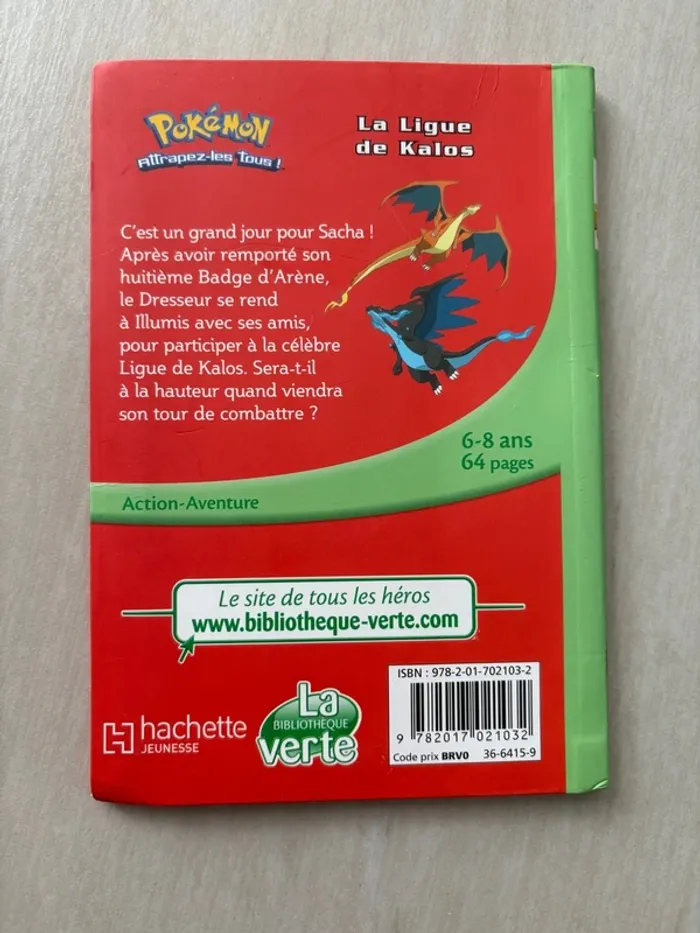 POKÉMON
Attrapez-les Tous !
La Ligue
de Kalos
C'est un grand jour pour Sacha !
Après avoir remporté son
huitième Badge d'Arène,
le Dresseur se rend
à Illumis avec ses amis,
pour participer à la célèbre
Ligue de Kalos. Sera-t-il
à la hauteur quand viendra
son tour de combattre ?
6-8 ans
64 pages
Action-Aventure
Le site de tous les héros
www.bibliotheque-verte.com
hachette
JEUNESSE
La
BIBLIOTHÈQUE
verte
ISBN : 978-2-01-702103-2
9 782017 021032
Code prix BRV0 36-6415-9